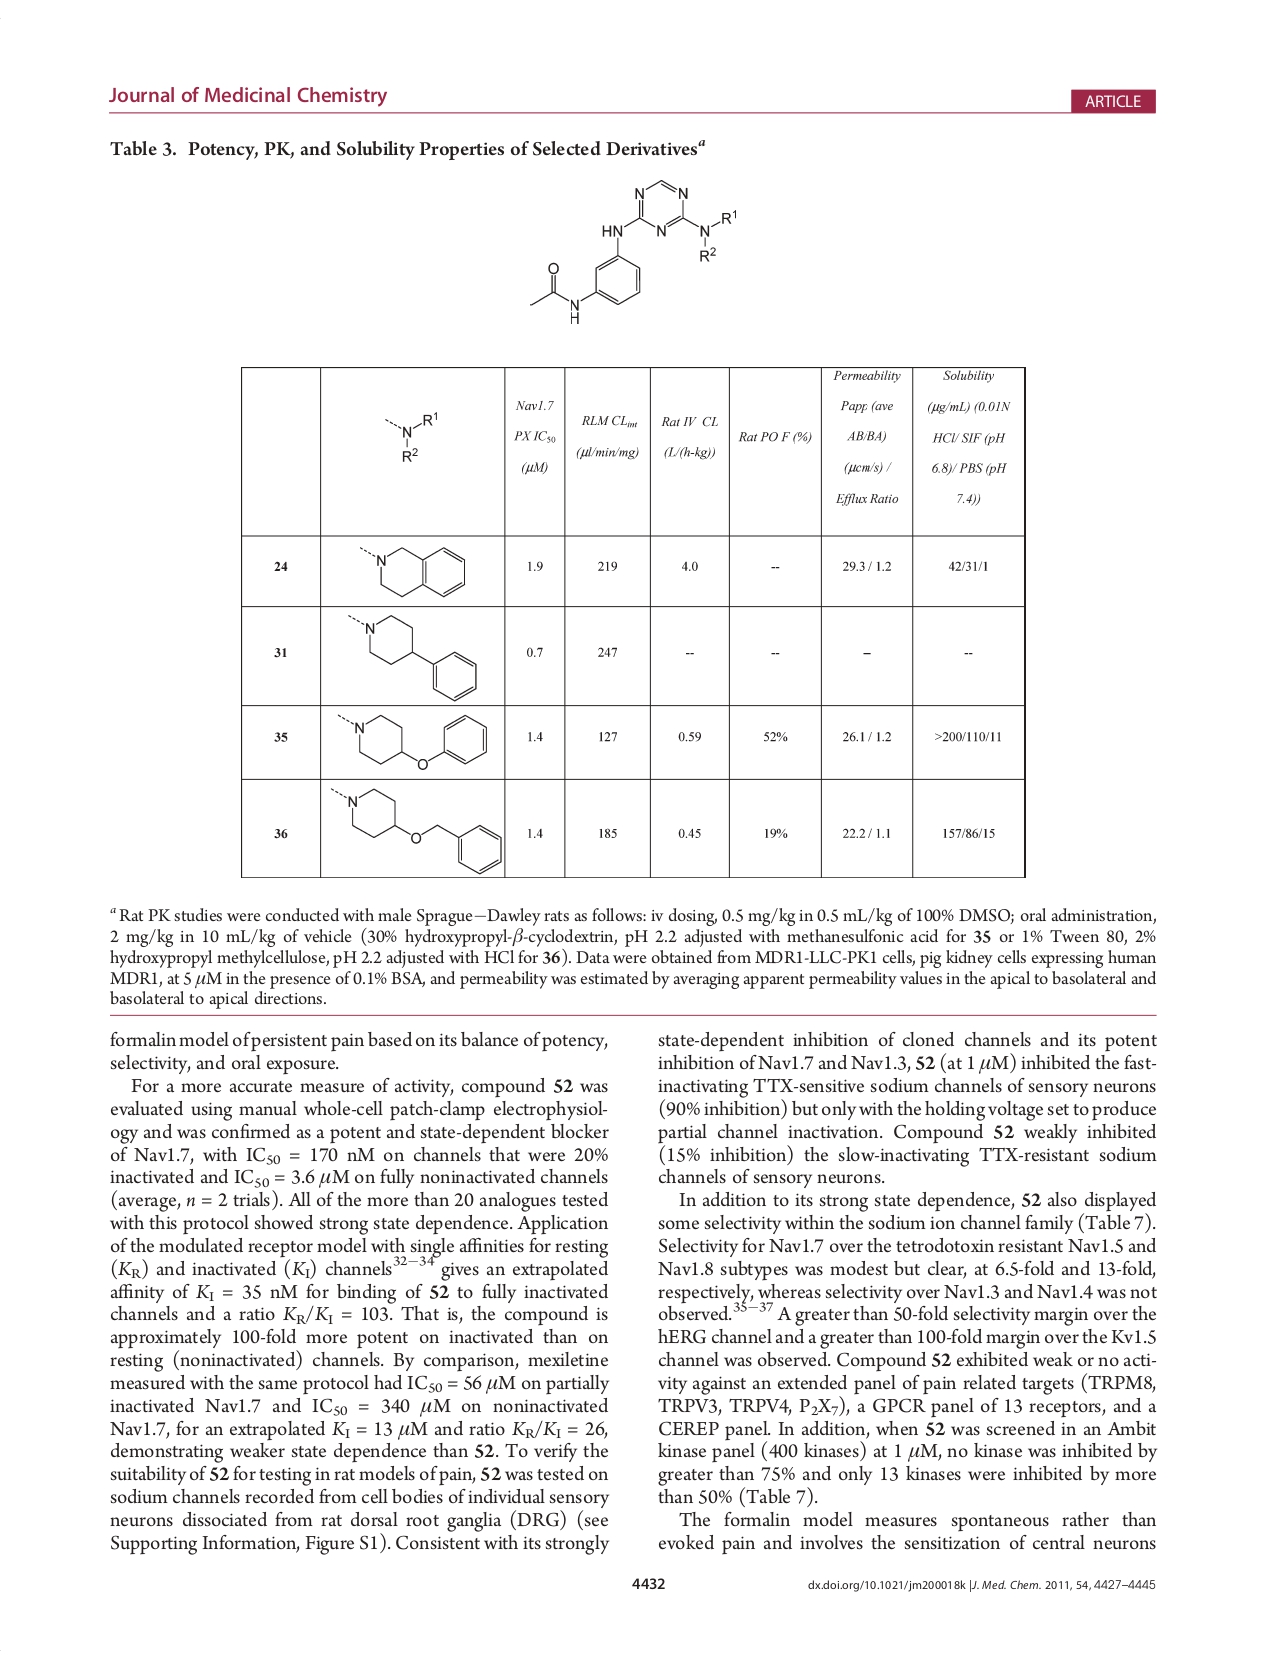 Journal of Medicinal Chemistry
ARTICLE
Table 3. Potency, PK, and Solubility Properties of Selected Derivatives^a
N
N
N
HN
N
R¹
R²
O
N
H
N
R¹
R²
Nav1.7
PX IC₅₀
(μM)
RLM CL_int
(μl/min/mg)
Rat IV CL
(L/(h-kg))
Rat PO F (%)
Permeability
Papp (ave
AB/BA)
(μcm/s) /
Efflux Ratio
Solubility
(μg/mL) (0.01N
HCl/ SIF (pH
6.8)/ PBS (pH
7.4))
24
N
1.9
219
4.0
--
29.3 / 1.2
42/31/1
31
N
0.7
247
--
--
–
--
35
N
O
1.4
127
0.59
52%
26.1 / 1.2
>200/110/11
36
N
O
1.4
185
0.45
19%
22.2 / 1.1
157/86/15
^a Rat PK studies were conducted with male Sprague−Dawley rats as follows: iv dosing, 0.5 mg/kg in 0.5 mL/kg of 100% DMSO; oral administration,
2 mg/kg in 10 mL/kg of vehicle (30% hydroxypropyl-β-cyclodextrin, pH 2.2 adjusted with methanesulfonic acid for 35 or 1% Tween 80, 2%
hydroxypropyl methylcellulose, pH 2.2 adjusted with HCl for 36). Data were obtained from MDR1-LLC-PK1 cells, pig kidney cells expressing human
MDR1, at 5 μM in the presence of 0.1% BSA, and permeability was estimated by averaging apparent permeability values in the apical to basolateral and
basolateral to apical directions.
formalin model of persistent pain based on its balance of potency,
selectivity, and oral exposure.
For a more accurate measure of activity, compound 52 was
evaluated using manual whole-cell patch-clamp electrophysiol-
ogy and was confirmed as a potent and state-dependent blocker
of Nav1.7, with IC₅₀ = 170 nM on channels that were 20%
inactivated and IC₅₀ = 3.6 μM on fully noninactivated channels
(average, n = 2 trials). All of the more than 20 analogues tested
with this protocol showed strong state dependence. Application
of the modulated receptor model with single affinities for resting
(K_R) and inactivated (K_I) channels³²⁻³⁴ gives an extrapolated
affinity of K_I = 35 nM for binding of 52 to fully inactivated
channels and a ratio K_R/K_I = 103. That is, the compound is
approximately 100-fold more potent on inactivated than on
resting (noninactivated) channels. By comparison, mexiletine
measured with the same protocol had IC₅₀ = 56 μM on partially
inactivated Nav1.7 and IC₅₀ = 340 μM on noninactivated
Nav1.7, for an extrapolated K_I = 13 μM and ratio K_R/K_I = 26,
demonstrating weaker state dependence than 52. To verify the
suitability of 52 for testing in rat models of pain, 52 was tested on
sodium channels recorded from cell bodies of individual sensory
neurons dissociated from rat dorsal root ganglia (DRG) (see
Supporting Information, Figure S1). Consistent with its strongly
state-dependent inhibition of cloned channels and its potent
inhibition of Nav1.7 and Nav1.3, 52 (at 1 μM) inhibited the fast-
inactivating TTX-sensitive sodium channels of sensory neurons
(90% inhibition) but only with the holding voltage set to produce
partial channel inactivation. Compound 52 weakly inhibited
(15% inhibition) the slow-inactivating TTX-resistant sodium
channels of sensory neurons.
In addition to its strong state dependence, 52 also displayed
some selectivity within the sodium ion channel family (Table 7).
Selectivity for Nav1.7 over the tetrodotoxin resistant Nav1.5 and
Nav1.8 subtypes was modest but clear, at 6.5-fold and 13-fold,
respectively, whereas selectivity over Nav1.3 and Nav1.4 was not
observed.³⁵⁻³⁷ A greater than 50-fold selectivity margin over the
hERG channel and a greater than 100-fold margin over the Kv1.5
channel was observed. Compound 52 exhibited weak or no acti-
vity against an extended panel of pain related targets (TRPM8,
TRPV3, TRPV4, P₂X₇), a GPCR panel of 13 receptors, and a
CEREP panel. In addition, when 52 was screened in an Ambit
kinase panel (400 kinases) at 1 μM, no kinase was inhibited by
greater than 75% and only 13 kinases were inhibited by more
than 50% (Table 7).
The formalin model measures spontaneous rather than
evoked pain and involves the sensitization of central neurons
4432
dx.doi.org/10.1021/jm200018k |J. Med. Chem. 2011, 54, 4427–4445